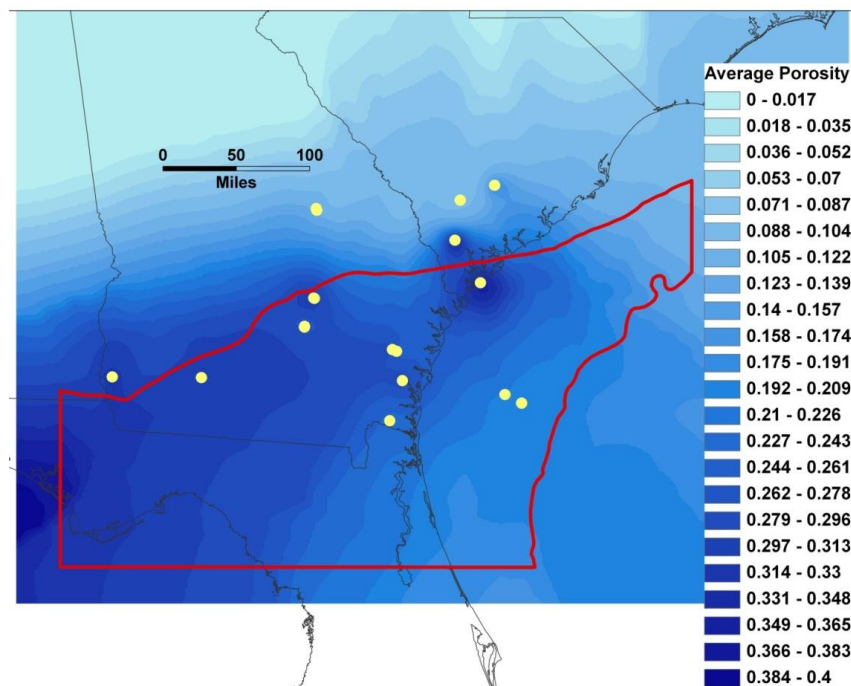 Average Porosity
0 - 0.017
0.018 - 0.035
0.036 - 0.052
0.053 - 0.07
0.071 - 0.087
0.088 - 0.104
0.105 - 0.122
0.123 - 0.139
0.14 - 0.157
0.158 - 0.174
0.175 - 0.191
0.192 - 0.209
0.21 - 0.226
0.227 - 0.243
0.244 - 0.261
0.262 - 0.278
0.279 - 0.296
0.297 - 0.313
0.314 - 0.33
0.331 - 0.348
0.349 - 0.365
0.366 - 0.383
0.384 - 0.4
0 50 100
Miles